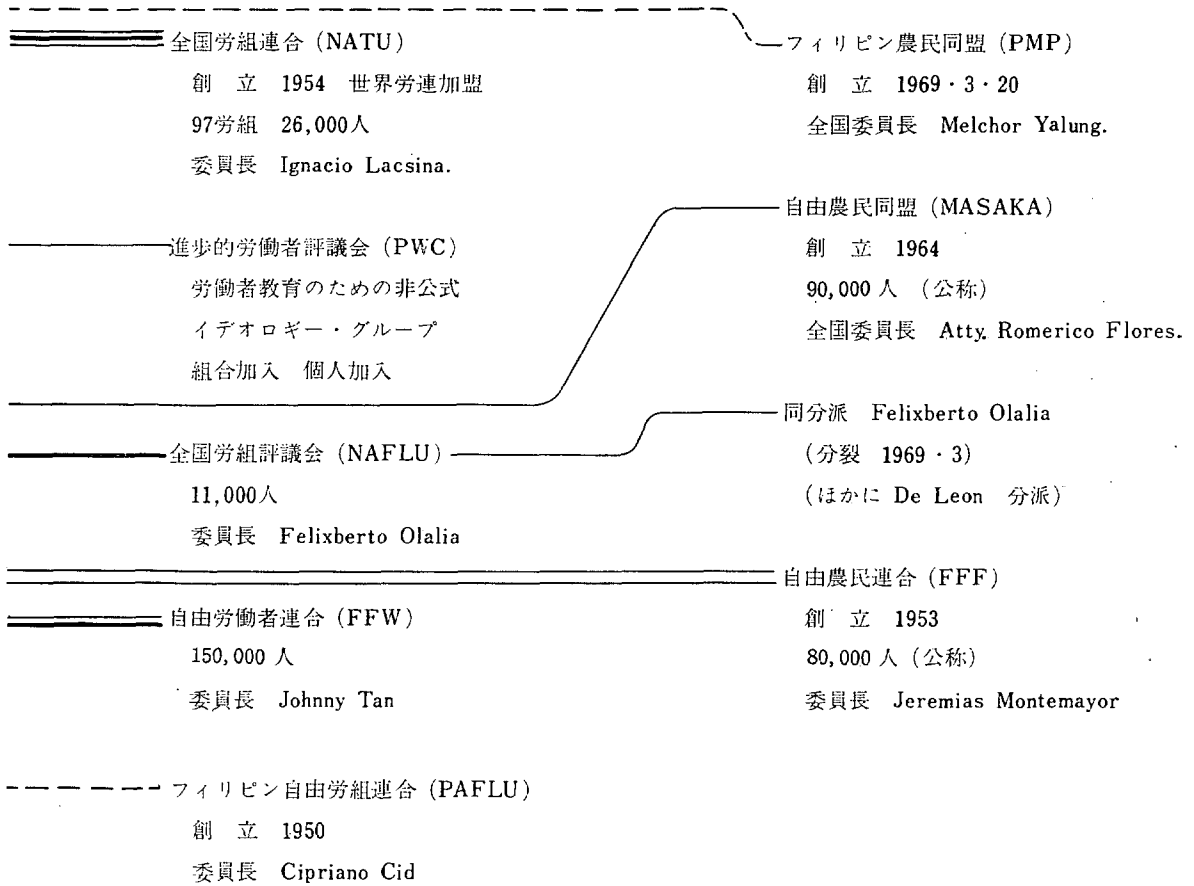 全国労組連合 (NATU)
創 立 1954 世界労連加盟
97労組 26,000人
委員長 Ignacio Lacsina.
進歩的労働者評議会 (PWC)
労働者教育のための非公式
イデオロギー・グループ
組合加入 個人加入
全国労組評議会 (NAFLU)
11,000人
委員長 Felixberto Olalia
自由労働者連合 (FFW)
150,000 人
委員長 Johnny Tan
フィリピン自由労組連合 (PAFLU)
創 立 1950
委員長 Cipriano Cid
フィリピン農民同盟 (PMP)
創 立 1969・3・20
全国委員長 Melchor Yalung.
自由農民同盟 (MASAKA)
創 立 1964
90,000 人 (公称)
全国委員長 Atty. Romerico Flores.
同分派 Felixberto Olalia
(分裂 1969・3)
(ほかに De Leon 分派)
自由農民連合 (FFF)
創 立 1953
80,000 人 (公称)
委員長 Jeremias Montemayor